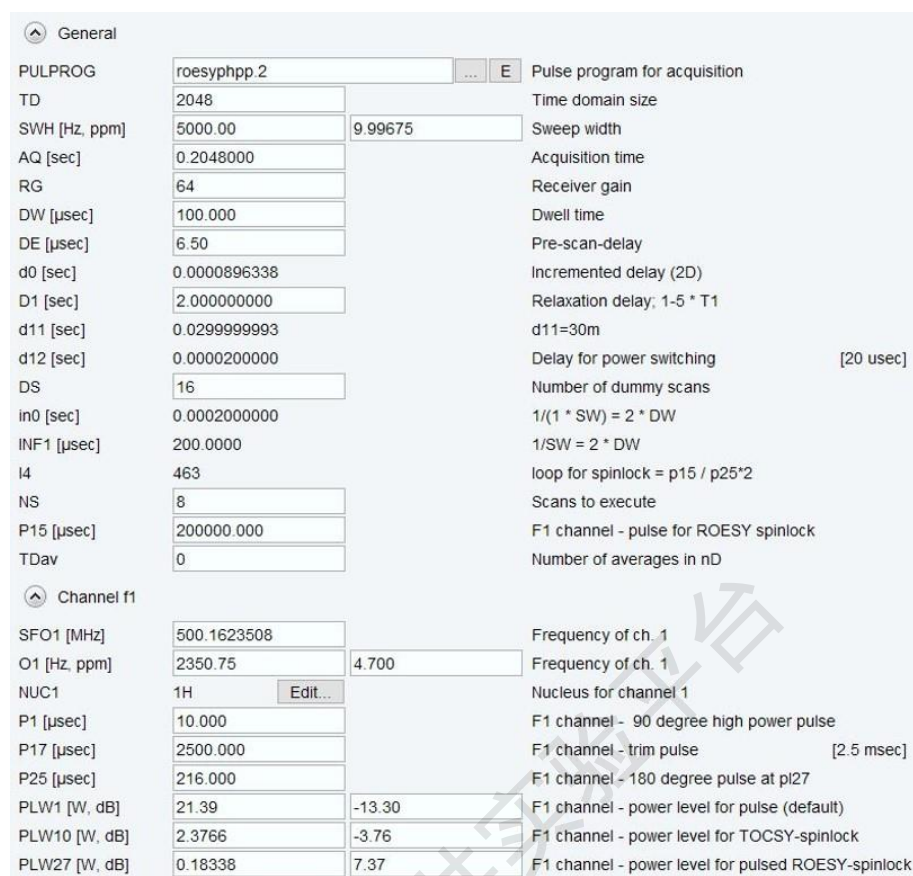 General
PULPROG roesyphpp.2 ... E Pulse program for acquisition
TD 2048 Time domain size
SWH [Hz, ppm] 5000.00 9.99675 Sweep width
AQ [sec] 0.2048000 Acquisition time
RG 64 Receiver gain
DW [µsec] 100.000 Dwell time
DE [µsec] 6.50 Pre-scan-delay
d0 [sec] 0.0000896338 Incremented delay (2D)
D1 [sec] 2.000000000 Relaxation delay; 1-5 * T1
d11 [sec] 0.0299999993 d11=30m
d12 [sec] 0.0000200000 Delay for power switching [20 usec]
DS 16 Number of dummy scans
in0 [sec] 0.0002000000 1/(1 * SW) = 2 * DW
INF1 [µsec] 200.0000 1/SW = 2 * DW
l4 463 loop for spinlock = p15 / p25*2
NS 8 Scans to execute
P15 [µsec] 200000.000 F1 channel - pulse for ROESY spinlock
TDav 0 Number of averages in nD
Channel f1
SFO1 [MHz] 500.1623508 Frequency of ch. 1
O1 [Hz, ppm] 2350.75 4.700 Frequency of ch. 1
NUC1 1H Edit... Nucleus for channel 1
P1 [µsec] 10.000 F1 channel - 90 degree high power pulse
P17 [µsec] 2500.000 F1 channel - trim pulse [2.5 msec]
P25 [µsec] 216.000 F1 channel - 180 degree pulse at pl27
PLW1 [W, dB] 21.39 -13.30 F1 channel - power level for pulse (default)
PLW10 [W, dB] 2.3766 -3.76 F1 channel - power level for TOCSY-spinlock
PLW27 [W, dB] 0.18338 7.37 F1 channel - power level for pulsed ROESY-spinlock
实验平台